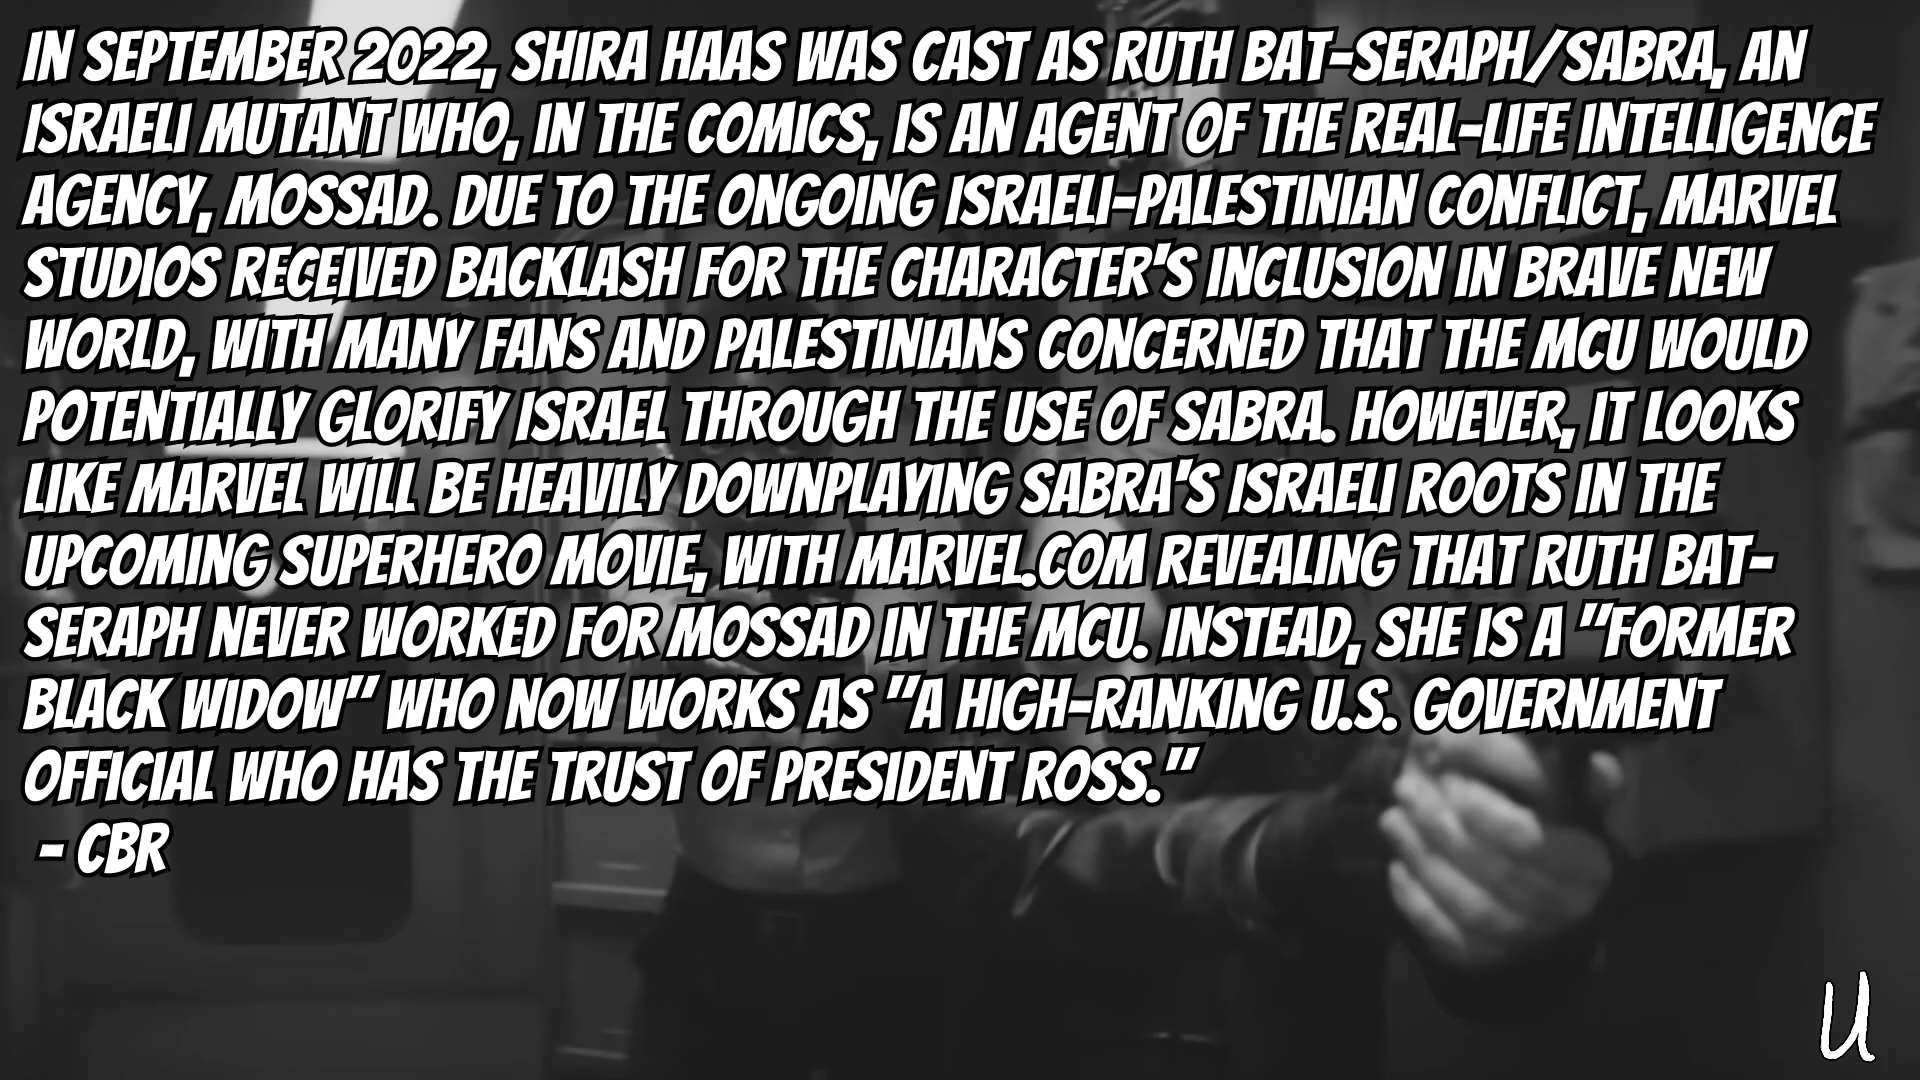 IN SEPTEMBER 2022, SHIRA HAAS WAS CAST AS RUTH BAT-SERAPH/SABRA, AN
ISRAELI MUTANT WHO, IN THE COMICS, IS AN AGENT OF THE REAL-LIFE INTELLIGENCE
AGENCY, MOSSAD. DUE TO THE ONGOING ISRAELI-PALESTINIAN CONFLICT, MARVEL
STUDIOS RECEIVED BACKLASH FOR THE CHARACTER'S INCLUSION IN BRAVE NEW
WORLD, WITH MANY FANS AND PALESTINIANS CONCERNED THAT THE MCU WOULD
POTENTIALLY GLORIFY ISRAEL THROUGH THE USE OF SABRA. HOWEVER, IT LOOKS
LIKE MARVEL WILL BE HEAVILY DOWNPLAYING SABRA'S ISRAELI ROOTS IN THE
UPCOMING SUPERHERO MOVIE, WITH MARVEL.COM REVEALING THAT RUTH BAT-
SERAPH NEVER WORKED FOR MOSSAD IN THE MCU. INSTEAD, SHE IS A "FORMER
BLACK WIDOW" WHO NOW WORKS AS "A HIGH-RANKING U.S. GOVERNMENT
OFFICIAL WHO HAS THE TRUST OF PRESIDENT ROSS."
- CBR
U